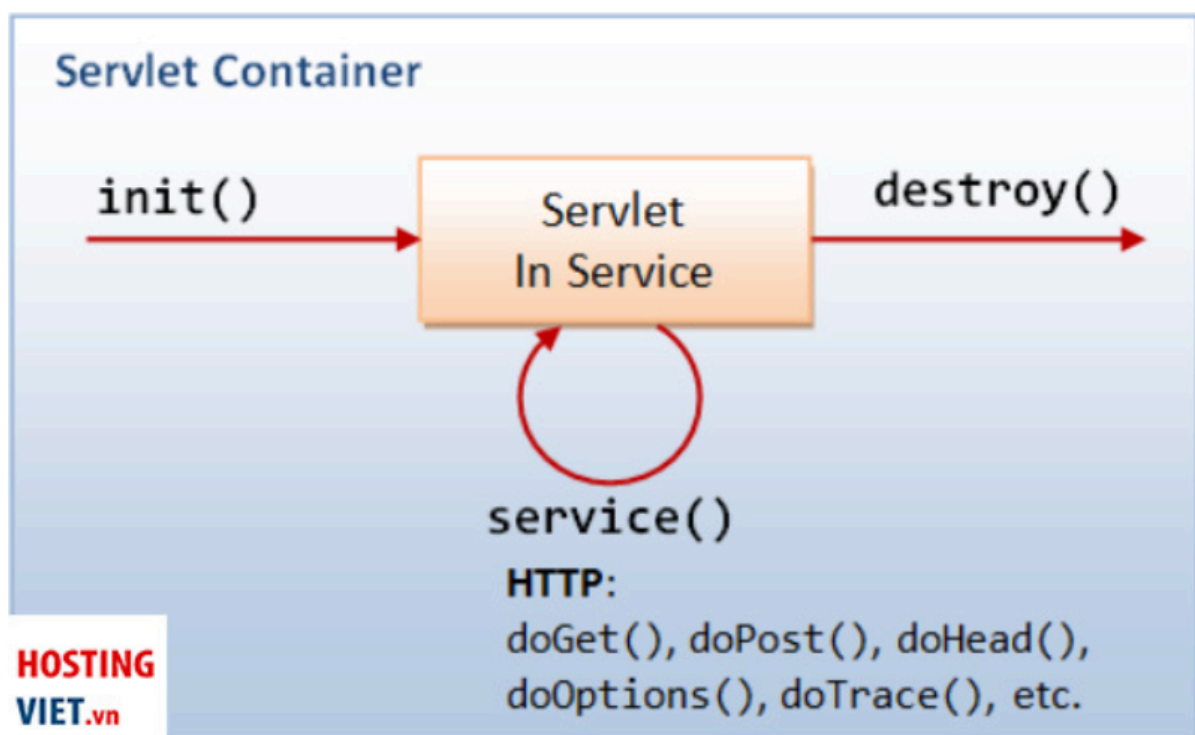 Servlet Container
init()
Servlet
In Service
destroy()
service()
HTTP:
doGet(), doPost(), doHead(),
doOptions(), doTrace(), etc.
HOSTING
VIET.vn